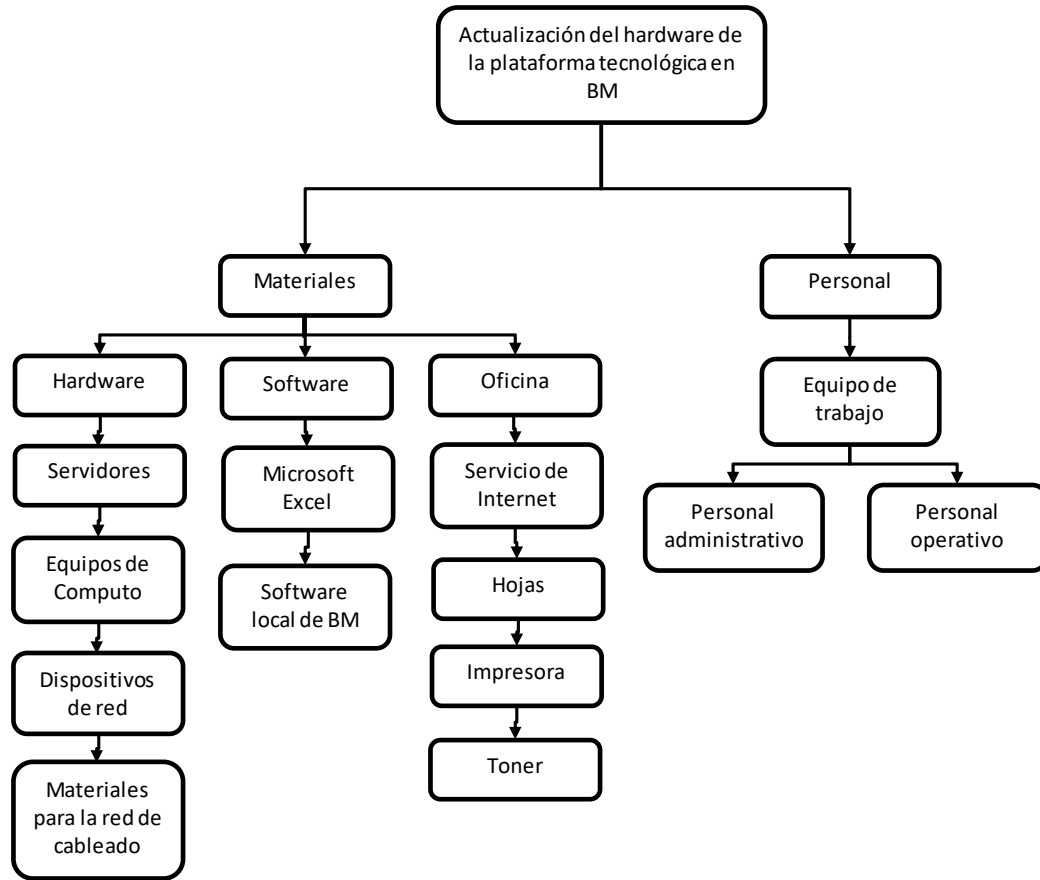 Actualización del hardware de
la plataforma tecnológica en
BM
Materiales
Personal
Hardware
Software
Oficina
Equipo de
trabajo
Servidores
Microsoft
Excel
Servicio de
Internet
Personal
administrativo
Personal
operativo
Equipos de
Computo
Software
local de BM
Hojas
Dispositivos
de red
Impresora
Materiales
para la red de
cableado
Toner